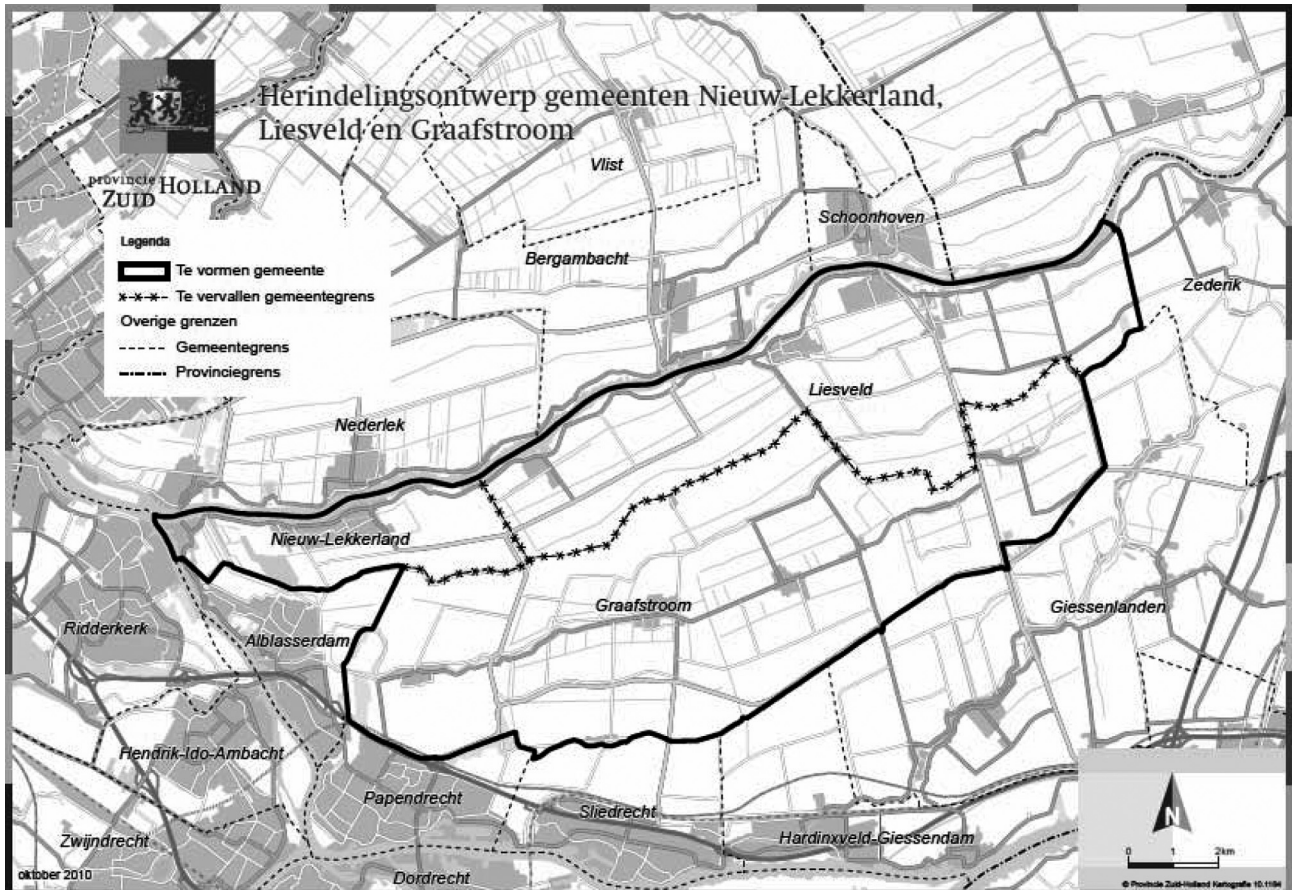 Herindelingsontwerp gemeenten Nieuw-Lekkerland,
Liesveld en Graafstroom
provincie
ZUID HOLLAND
Legenda
Te vormen gemeente
Te vervallen gemeentegrens
Overige grenzen
Gemeentegrens
Provinciegrens
Vlist
Schoonhoven
Bergambacht
Zederik
Liesveld
Nederlek
Nieuw-Lekkerland
Graafstroom
Giessenlanden
Ridderkerk
Alblasserdam
Hendrik-Ido-Ambacht
Papendrecht
Sliedrecht
Hardinxveld-Giessendam
Zwijndrecht
Dordrecht
N
0 1 2km
oktober 2010
© Provincie Zuid-Holland Kartografie 10.1184